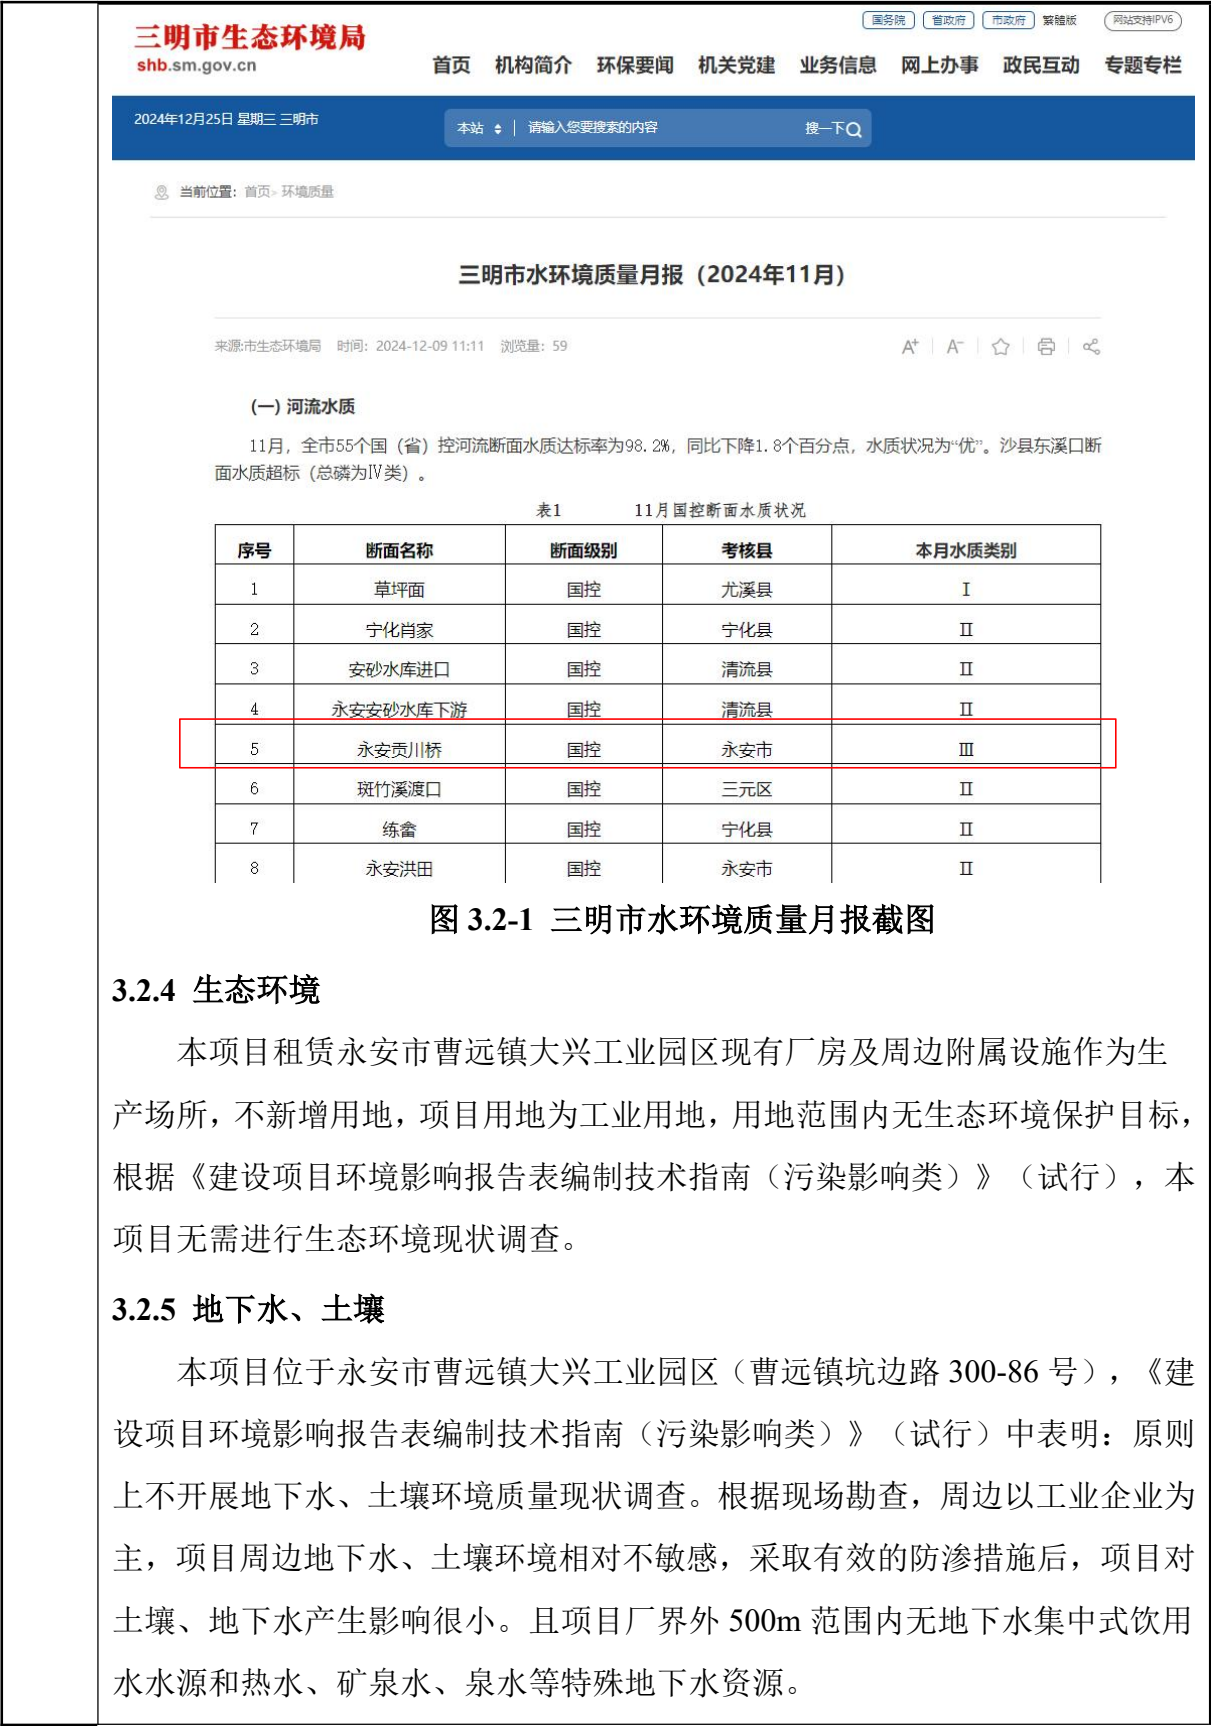 三明市生态环境局
国务院 省政府 市政府 繁體版 网站支持IPV6
shb.sm.gov.cn
首页 机构简介 环保要闻 机关党建 业务信息 网上办事 政民互动 专题专栏
2024年12月25日 星期三 三明市 本站 请输入您要搜索的内容 搜一下
当前位置：首页> 环境质量
三明市水环境质量月报（2024年11月）
来源:市生态环境局 时间：2024-12-09 11:11 浏览量：59 A+ A-
(一) 河流水质
11月，全市55个国（省）控河流断面水质达标率为98.2%，同比下降1.8个百分点，水质状况为“优”。沙县东溪口断
面水质超标（总磷为Ⅳ类）。
表1 11月国控断面水质状况
序号 断面名称 断面级别 考核县 本月水质类别
1 草坪面 国控 尤溪县 Ⅰ
2 宁化肖家 国控 宁化县 Ⅱ
3 安砂水库进口 国控 清流县 Ⅱ
4 永安安砂水库下游 国控 清流县 Ⅱ
5 永安贡川桥 国控 永安市 Ⅲ
6 斑竹溪渡口 国控 三元区 Ⅱ
7 练畲 国控 宁化县 Ⅱ
8 永安洪田 国控 永安市 Ⅱ
图 3.2-1 三明市水环境质量月报截图
3.2.4 生态环境
本项目租赁永安市曹远镇大兴工业园区现有厂房及周边附属设施作为生
产场所，不新增用地，项目用地为工业用地，用地范围内无生态环境保护目标，
根据《建设项目环境影响报告表编制技术指南（污染影响类）》（试行），本
项目无需进行生态环境现状调查。
3.2.5 地下水、土壤
本项目位于永安市曹远镇大兴工业园区（曹远镇坑边路 300-86 号），《建
设项目环境影响报告表编制技术指南（污染影响类）》（试行）中表明：原则
上不开展地下水、土壤环境质量现状调查。根据现场勘查，周边以工业企业为
主，项目周边地下水、土壤环境相对不敏感，采取有效的防渗措施后，项目对
土壤、地下水产生影响很小。且项目厂界外 500m 范围内无地下水集中式饮用
水水源和热水、矿泉水、泉水等特殊地下水资源。